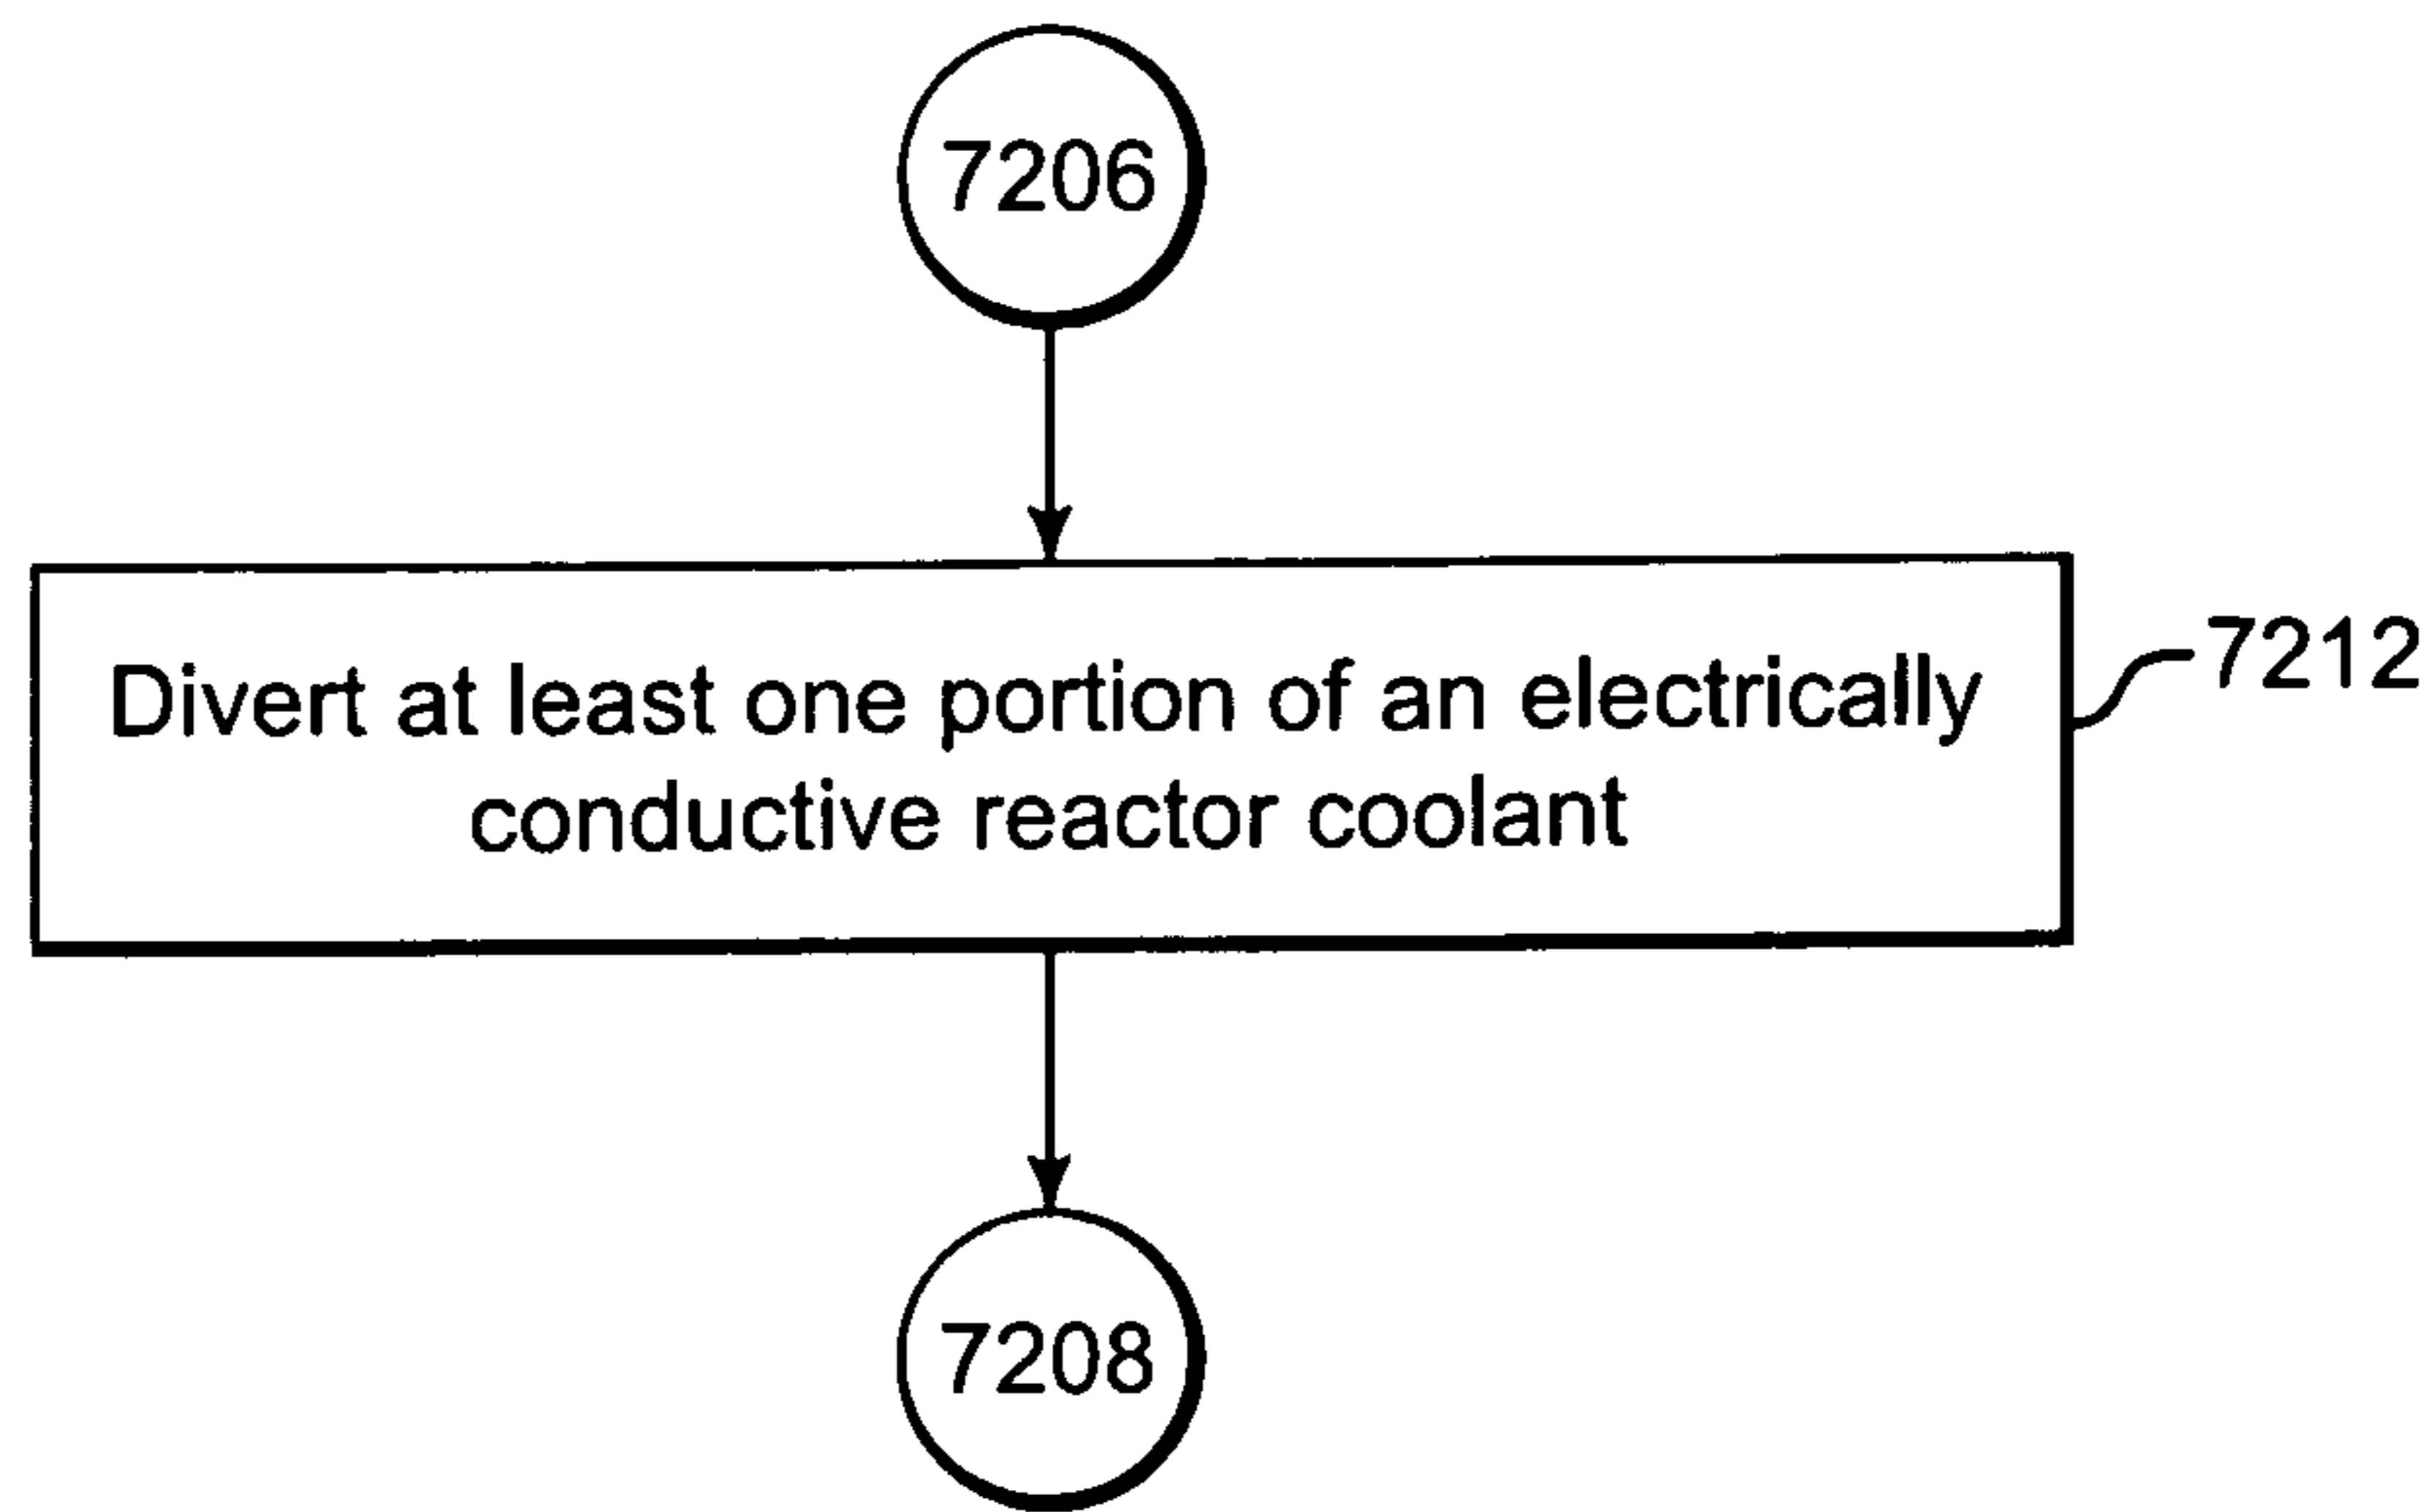 7206
Divert at least one portion of an electrically
conductive reactor coolant
7212
7208